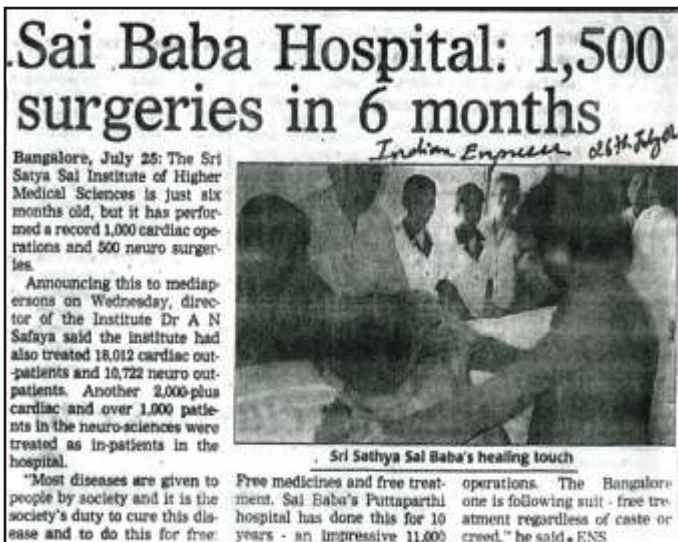 Sai Baba Hospital: 1,500
surgeries in 6 months
Indian Express 26th July 01
Bangalore, July 25: The Sri
Satya Sai Institute of Higher
Medical Sciences is just six
months old, but it has perfor-
med a record 1,000 cardiac ope-
rations and 500 neuro surger-
ies.
Announcing this to mediap-
ersons on Wednesday, direc-
tor of the Institute Dr A N
Safaya said the institute had
also treated 18,012 cardiac out-
-patients and 10,722 neuro out-
patients. Another 2,000-plus
cardiac and over 1,000 patie-
nts in the neuro-sciences were
treated as in-patients in the
hospital.
"Most diseases are given to
people by society and it is the
society's duty to cure this dis-
ease and to do this for free.
Sri Sathya Sai Baba's healing touch
Free medicines and free treat-
ment. Sai Baba's Puttaparthi
hospital has done this for 10
years - an impressive 11,000
operations. The Bangalore
one is following suit - free tre-
atment regardless of caste or
creed," he said. ENS